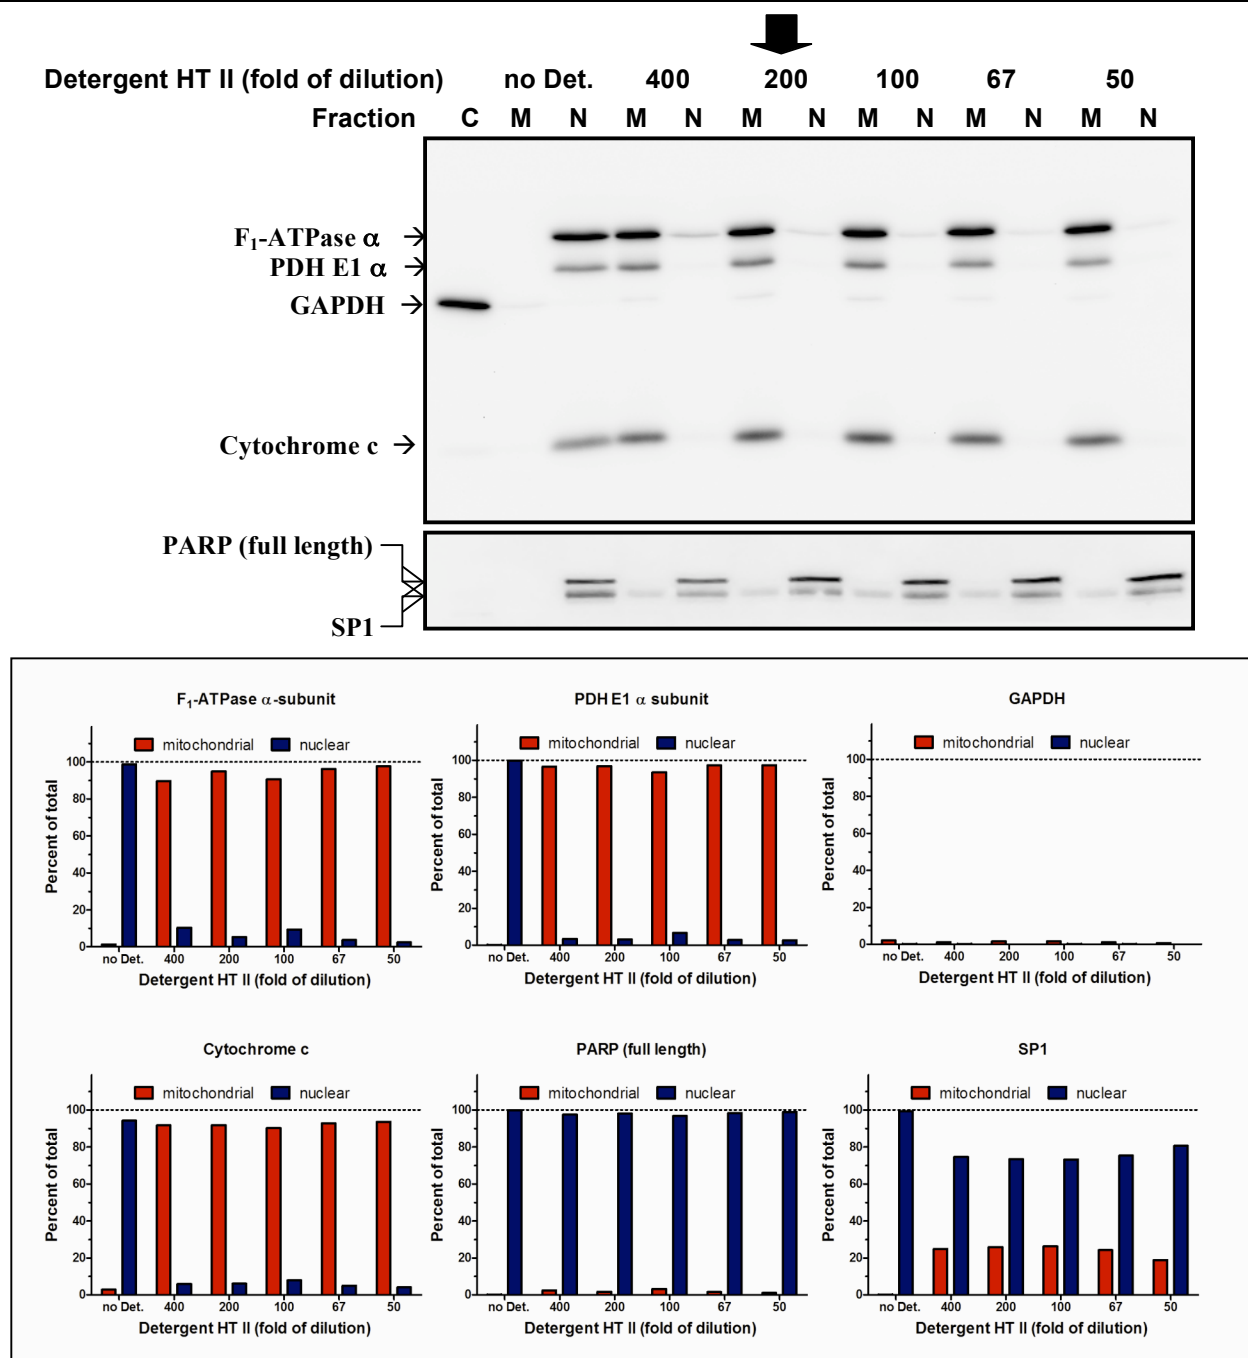 Detergent HT II (fold of dilution) no Det. 400 200 100 67 50
Fraction C M N M N M N M N M N M N
F₁-ATPase α →
PDH E1 α →
GAPDH →
Cytochrome c →
PARP (full length)
SP1
F₁-ATPase α-subunit
mitochondrial nuclear
Percent of total
100
80
60
40
20
0
no Det. 400 200 100 67 50
Detergent HT II (fold of dilution)
PDH E1 α subunit
mitochondrial nuclear
Percent of total
100
80
60
40
20
0
no Det. 400 200 100 67 50
Detergent HT II (fold of dilution)
GAPDH
mitochondrial nuclear
Percent of total
100
80
60
40
20
0
no Det. 400 200 100 67 50
Detergent HT II (fold of dilution)
Cytochrome c
mitochondrial nuclear
Percent of total
100
80
60
40
20
0
no Det. 400 200 100 67 50
Detergent HT II (fold of dilution)
PARP (full length)
mitochondrial nuclear
Percent of total
100
80
60
40
20
0
no Det. 400 200 100 67 50
Detergent HT II (fold of dilution)
SP1
mitochondrial nuclear
Percent of total
100
80
60
40
20
0
no Det. 400 200 100 67 50
Detergent HT II (fold of dilution)